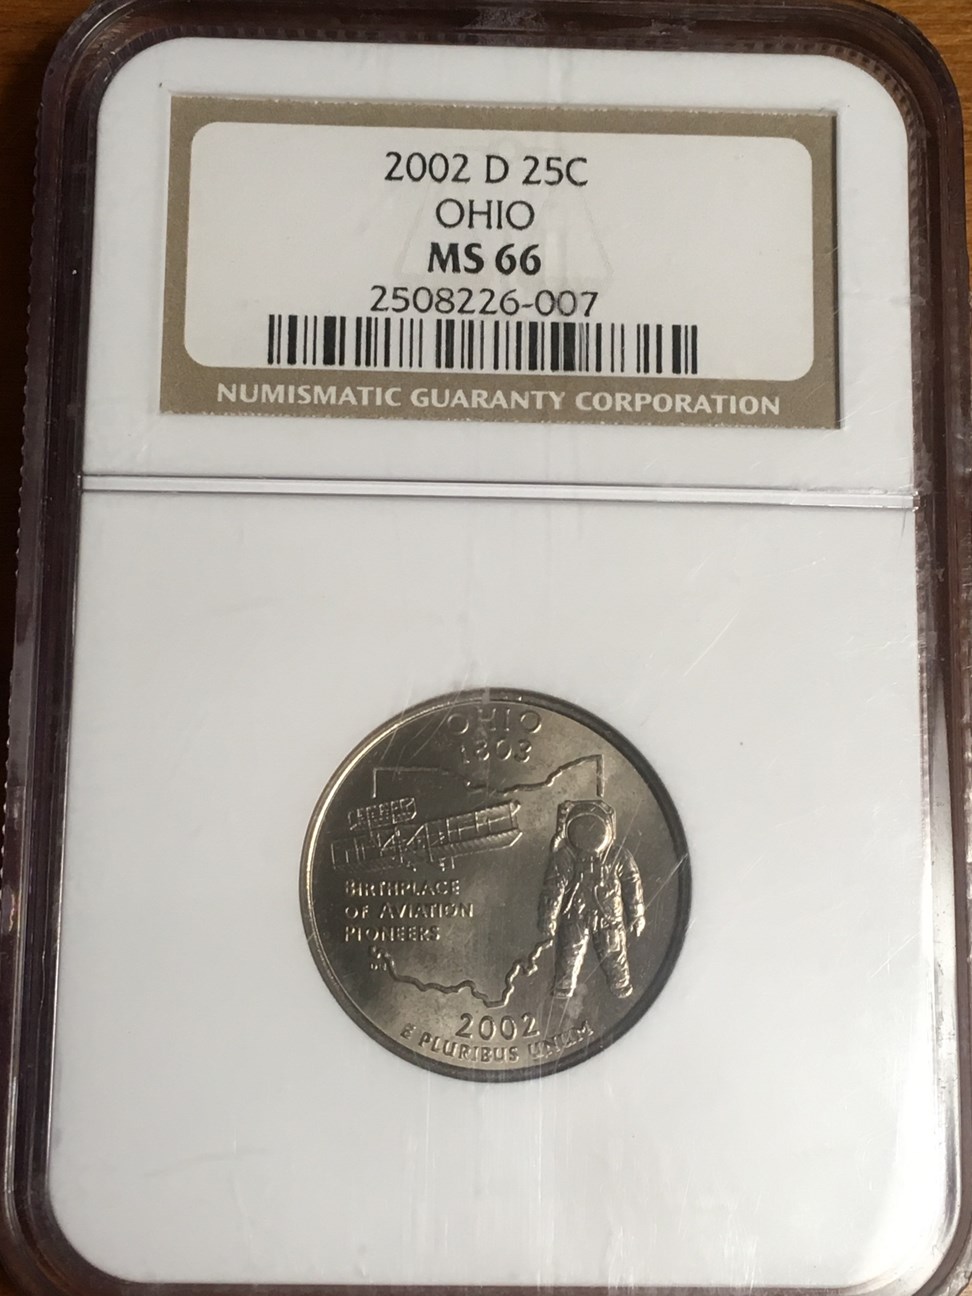 2002 D 25C
OHIO
MS 66
2508226-007
NUMISMATIC GUARANTY CORPORATION
OHIO
1803
BIRTHPLACE
OF AVIATION
PIONEERS
2002
E PLURIBUS UNUM